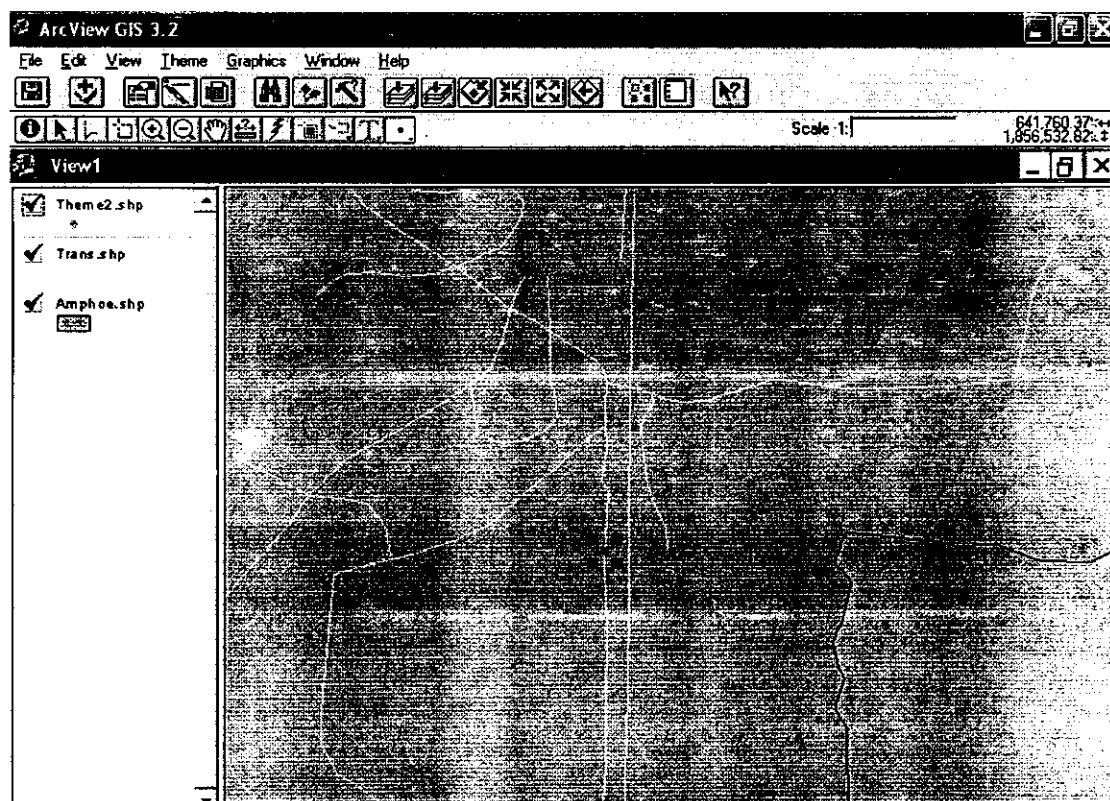 ArcView GIS 3.2
File Edit View Theme Graphics Window Help
Scale 1: 641,760.37
1,856,532.82
View1
Theme2.shp
Trans.shp
Amphoe.shp